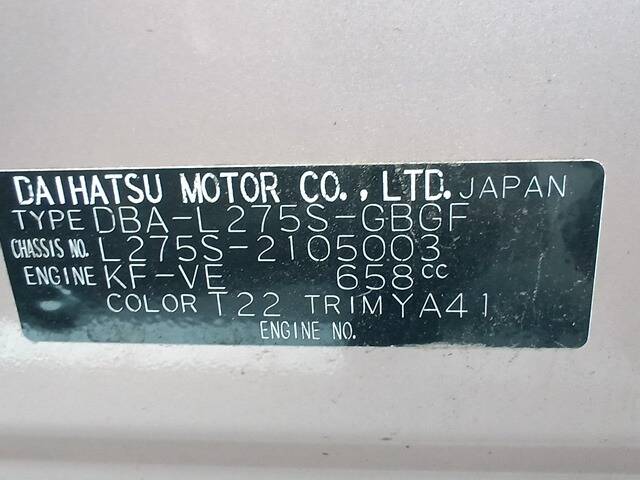 DAIHATSU MOTOR CO., LTD. JAPAN
TYPE DBA-L275S-GBGF
CHASSIS NO. L275S-2105003
ENGINE KF-VE 658cc
COLOR T22 TRIM YA41
ENGINE NO.